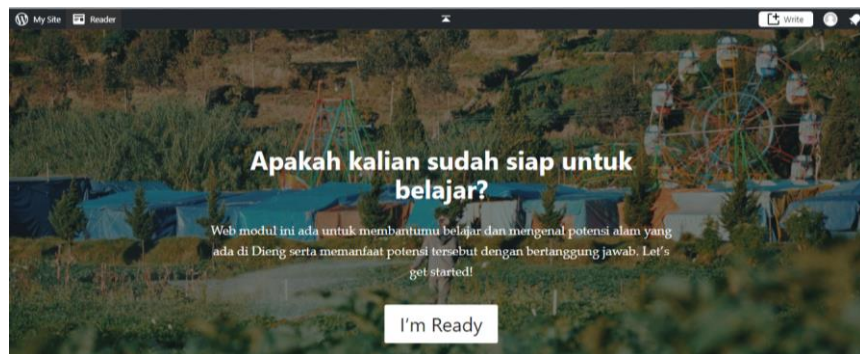 My Site Reader Write
Apakah kalian sudah siap untuk
belajar?
Web modul ini ada untuk membantumu belajar dan mengenal potensi alam yang
ada di Dieng serta memanfaat potensi tersebut dengan bertanggung jawab. Let's
get started!
I'm Ready